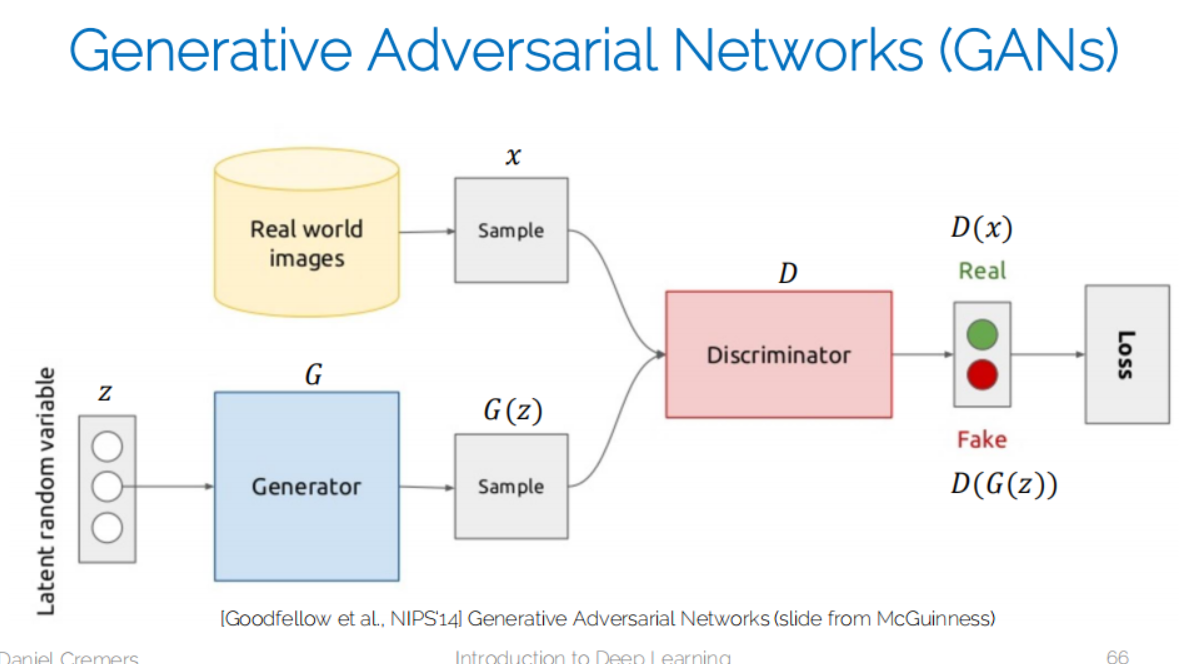 Generative Adversarial Networks (GANs)
x
Real world
images
Sample
D(x)
Real
D
Discriminator
Loss
Fake
D(G(z))
Latent random variable
z
G
Generator
G(z)
Sample
[Goodfellow et al., NIPS'14] Generative Adversarial Networks (slide from McGuinness)
Daniel Cremers
Introduction to Deep Learning
66